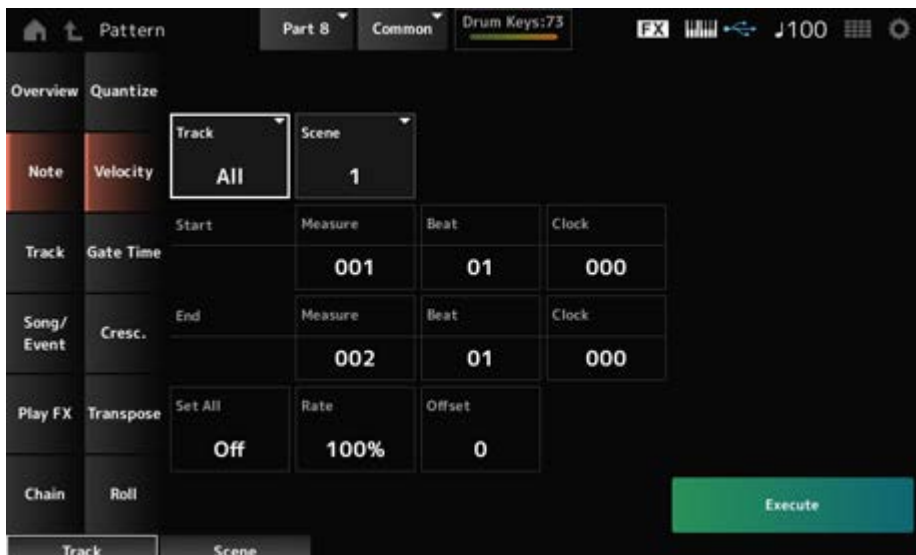 Pattern Part 8 Common Drum Keys:73 FX ♩100
Overview Quantize
Track Scene
Note Velocity All 1
Start Measure Beat Clock
Track Gate Time 001 01 000
Song/ Event Cresc. End Measure Beat Clock
002 01 000
Play FX Transpose Set All Rate Offset
Off 100% 0
Chain Roll Execute
Track Scene